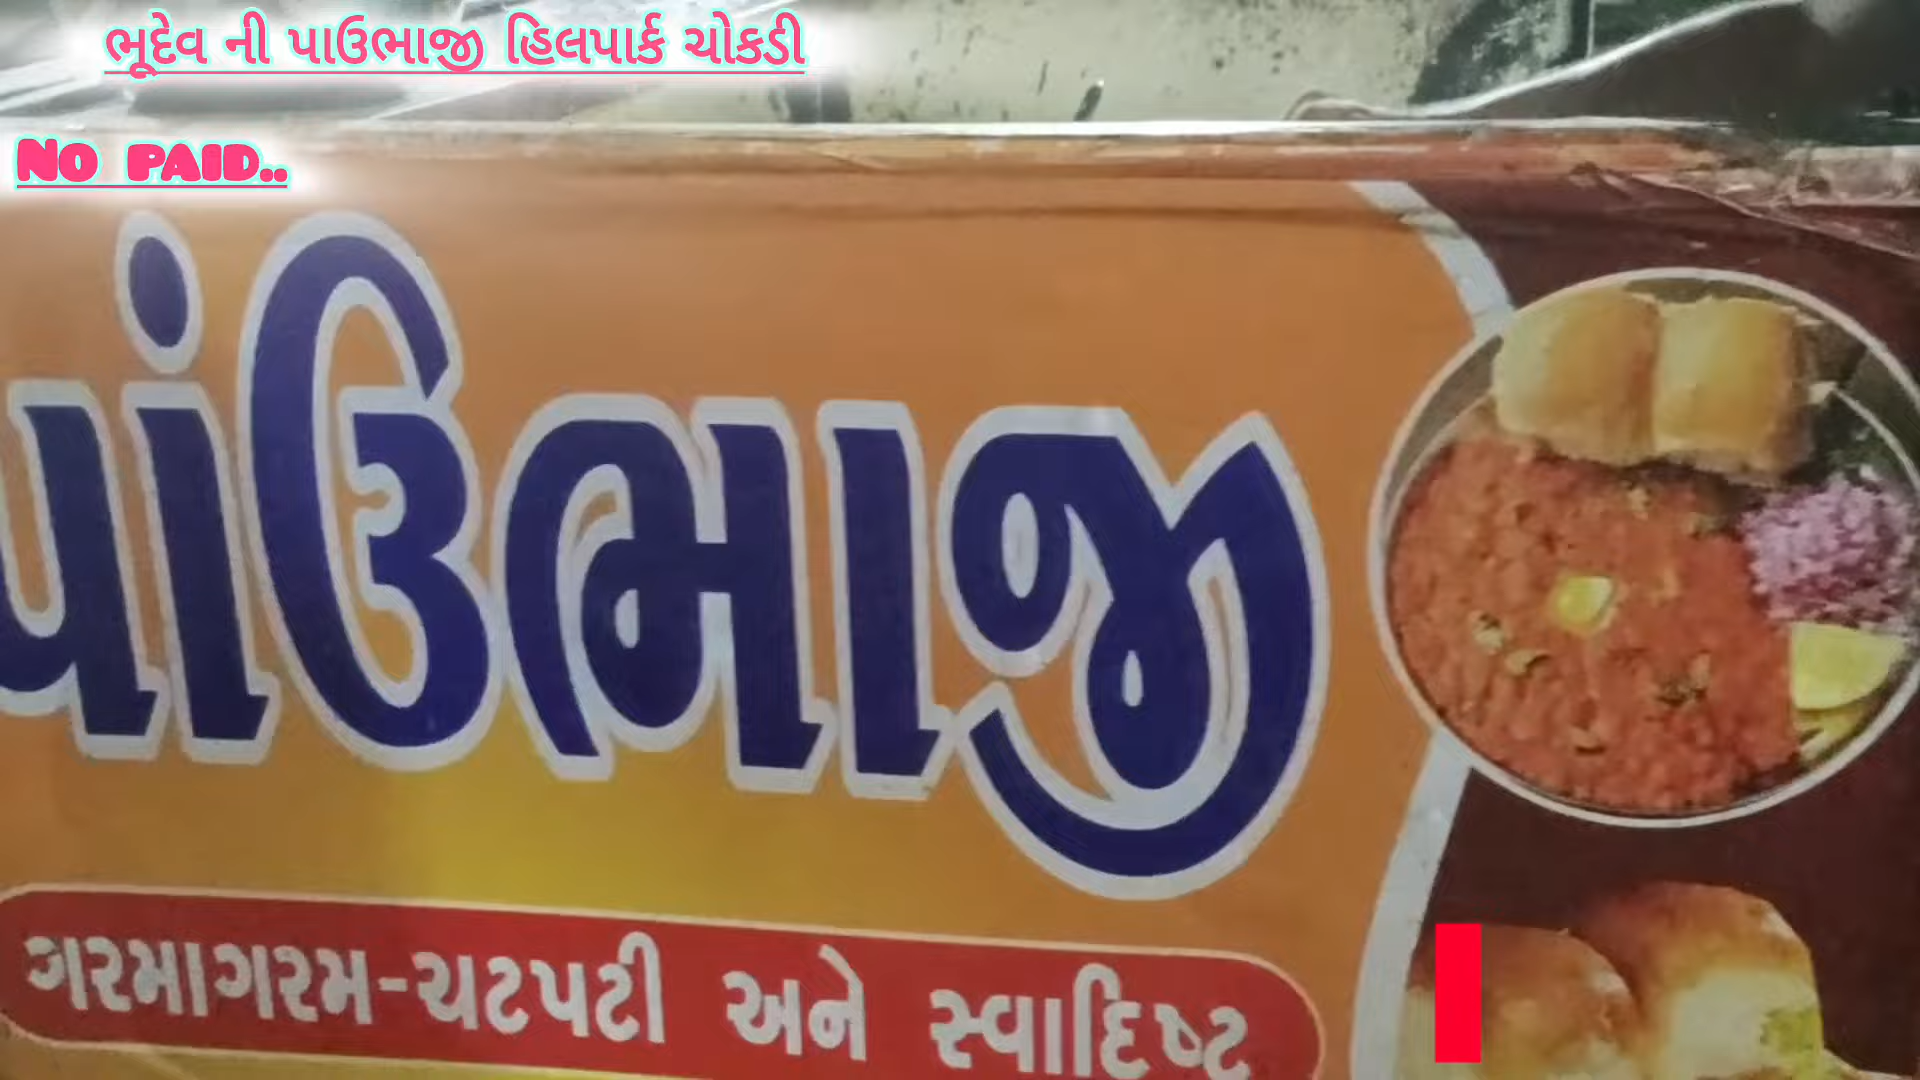 ભૂદેવ ની પાઉભાજી હિલપાર્ક ચોકડી
No paid..
પાંઉભાજી
ગરમાગરમ-ચટપટી અને સ્વાદિષ્ટ